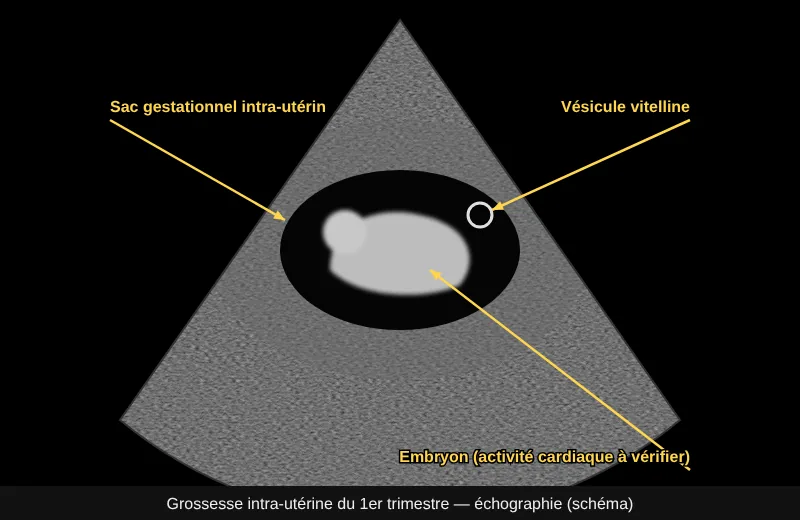 Sac gestationnel intra-utérin
Vésicule vitelline
Embryon (activité cardiaque à vérifier)
Grossesse intra-utérine du 1er trimestre — échographie (schéma)